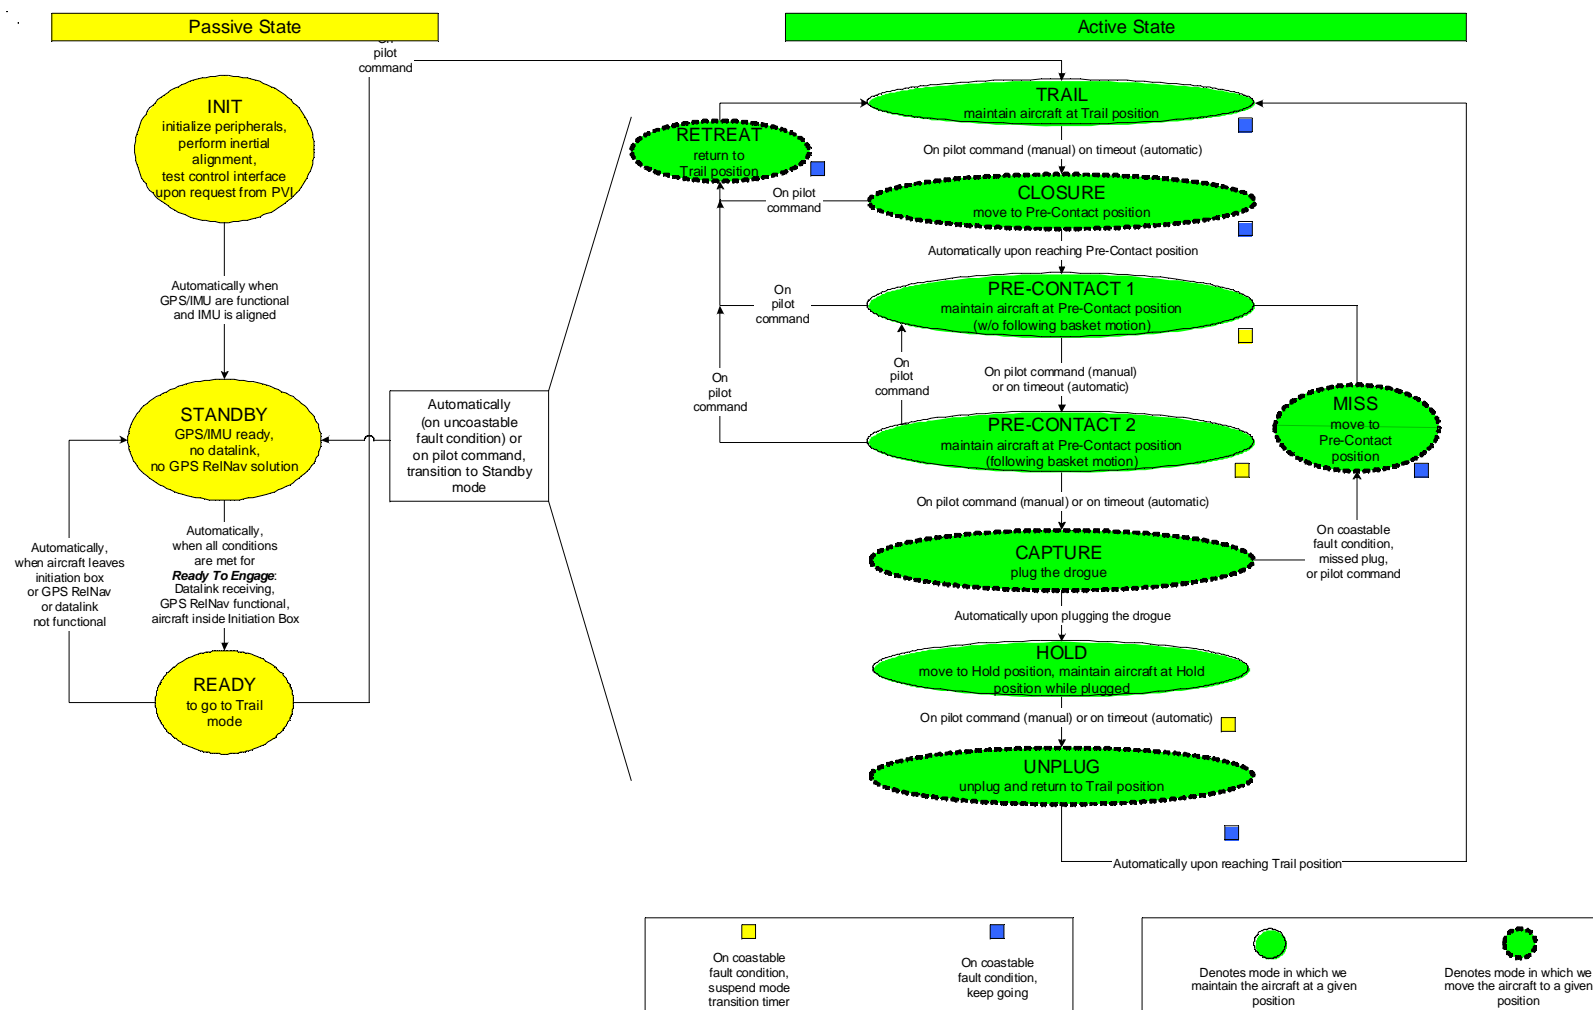 Passive State
Active State
On
pilot
command
INIT
initialize peripherals,
perform inertial
alignment,
test control interface
upon request from PVI
Automatically when
GPS/IMU are functional
and IMU is aligned
STANDBY
GPS/IMU ready,
no datalink,
no GPS RelNav solution
Automatically,
when all conditions
are met for
Ready To Engage:
Datalink receiving,
GPS RelNav functional,
aircraft inside Initiation Box
Automatically,
when aircraft leaves
initiation box
or GPS RelNav
or datalink
not functional
READY
to go to Trail
mode
Automatically
(on uncoastable
fault condition) or
on pilot command,
transition to Standby
mode
RETREAT
return to
Trail position
TRAIL
maintain aircraft at Trail position
On pilot command (manual) on timeout (automatic)
On pilot
command
CLOSURE
move to Pre-Contact position
Automatically upon reaching Pre-Contact position
On
pilot
command
PRE-CONTACT 1
maintain aircraft at Pre-Contact position
(w/o following basket motion)
On
pilot
command
On
pilot
command
On pilot command (manual)
or on timeout (automatic)
MISS
move to
Pre-Contact
position
PRE-CONTACT 2
maintain aircraft at Pre-Contact position
(following basket motion)
On pilot command (manual) or on timeout (automatic)
On coastable
fault condition,
missed plug,
or pilot command
CAPTURE
plug the drogue
Automatically upon plugging the drogue
HOLD
move to Hold position, maintain aircraft at Hold
position while plugged
On pilot command (manual) or on timeout (automatic)
UNPLUG
unplug and return to Trail position
Automatically upon reaching Trail position
On coastable
fault condition,
suspend mode
transition timer
On coastable
fault condition,
keep going
Denotes mode in which we
maintain the aircraft at a given
position
Denotes mode in which we
move the aircraft to a given
position